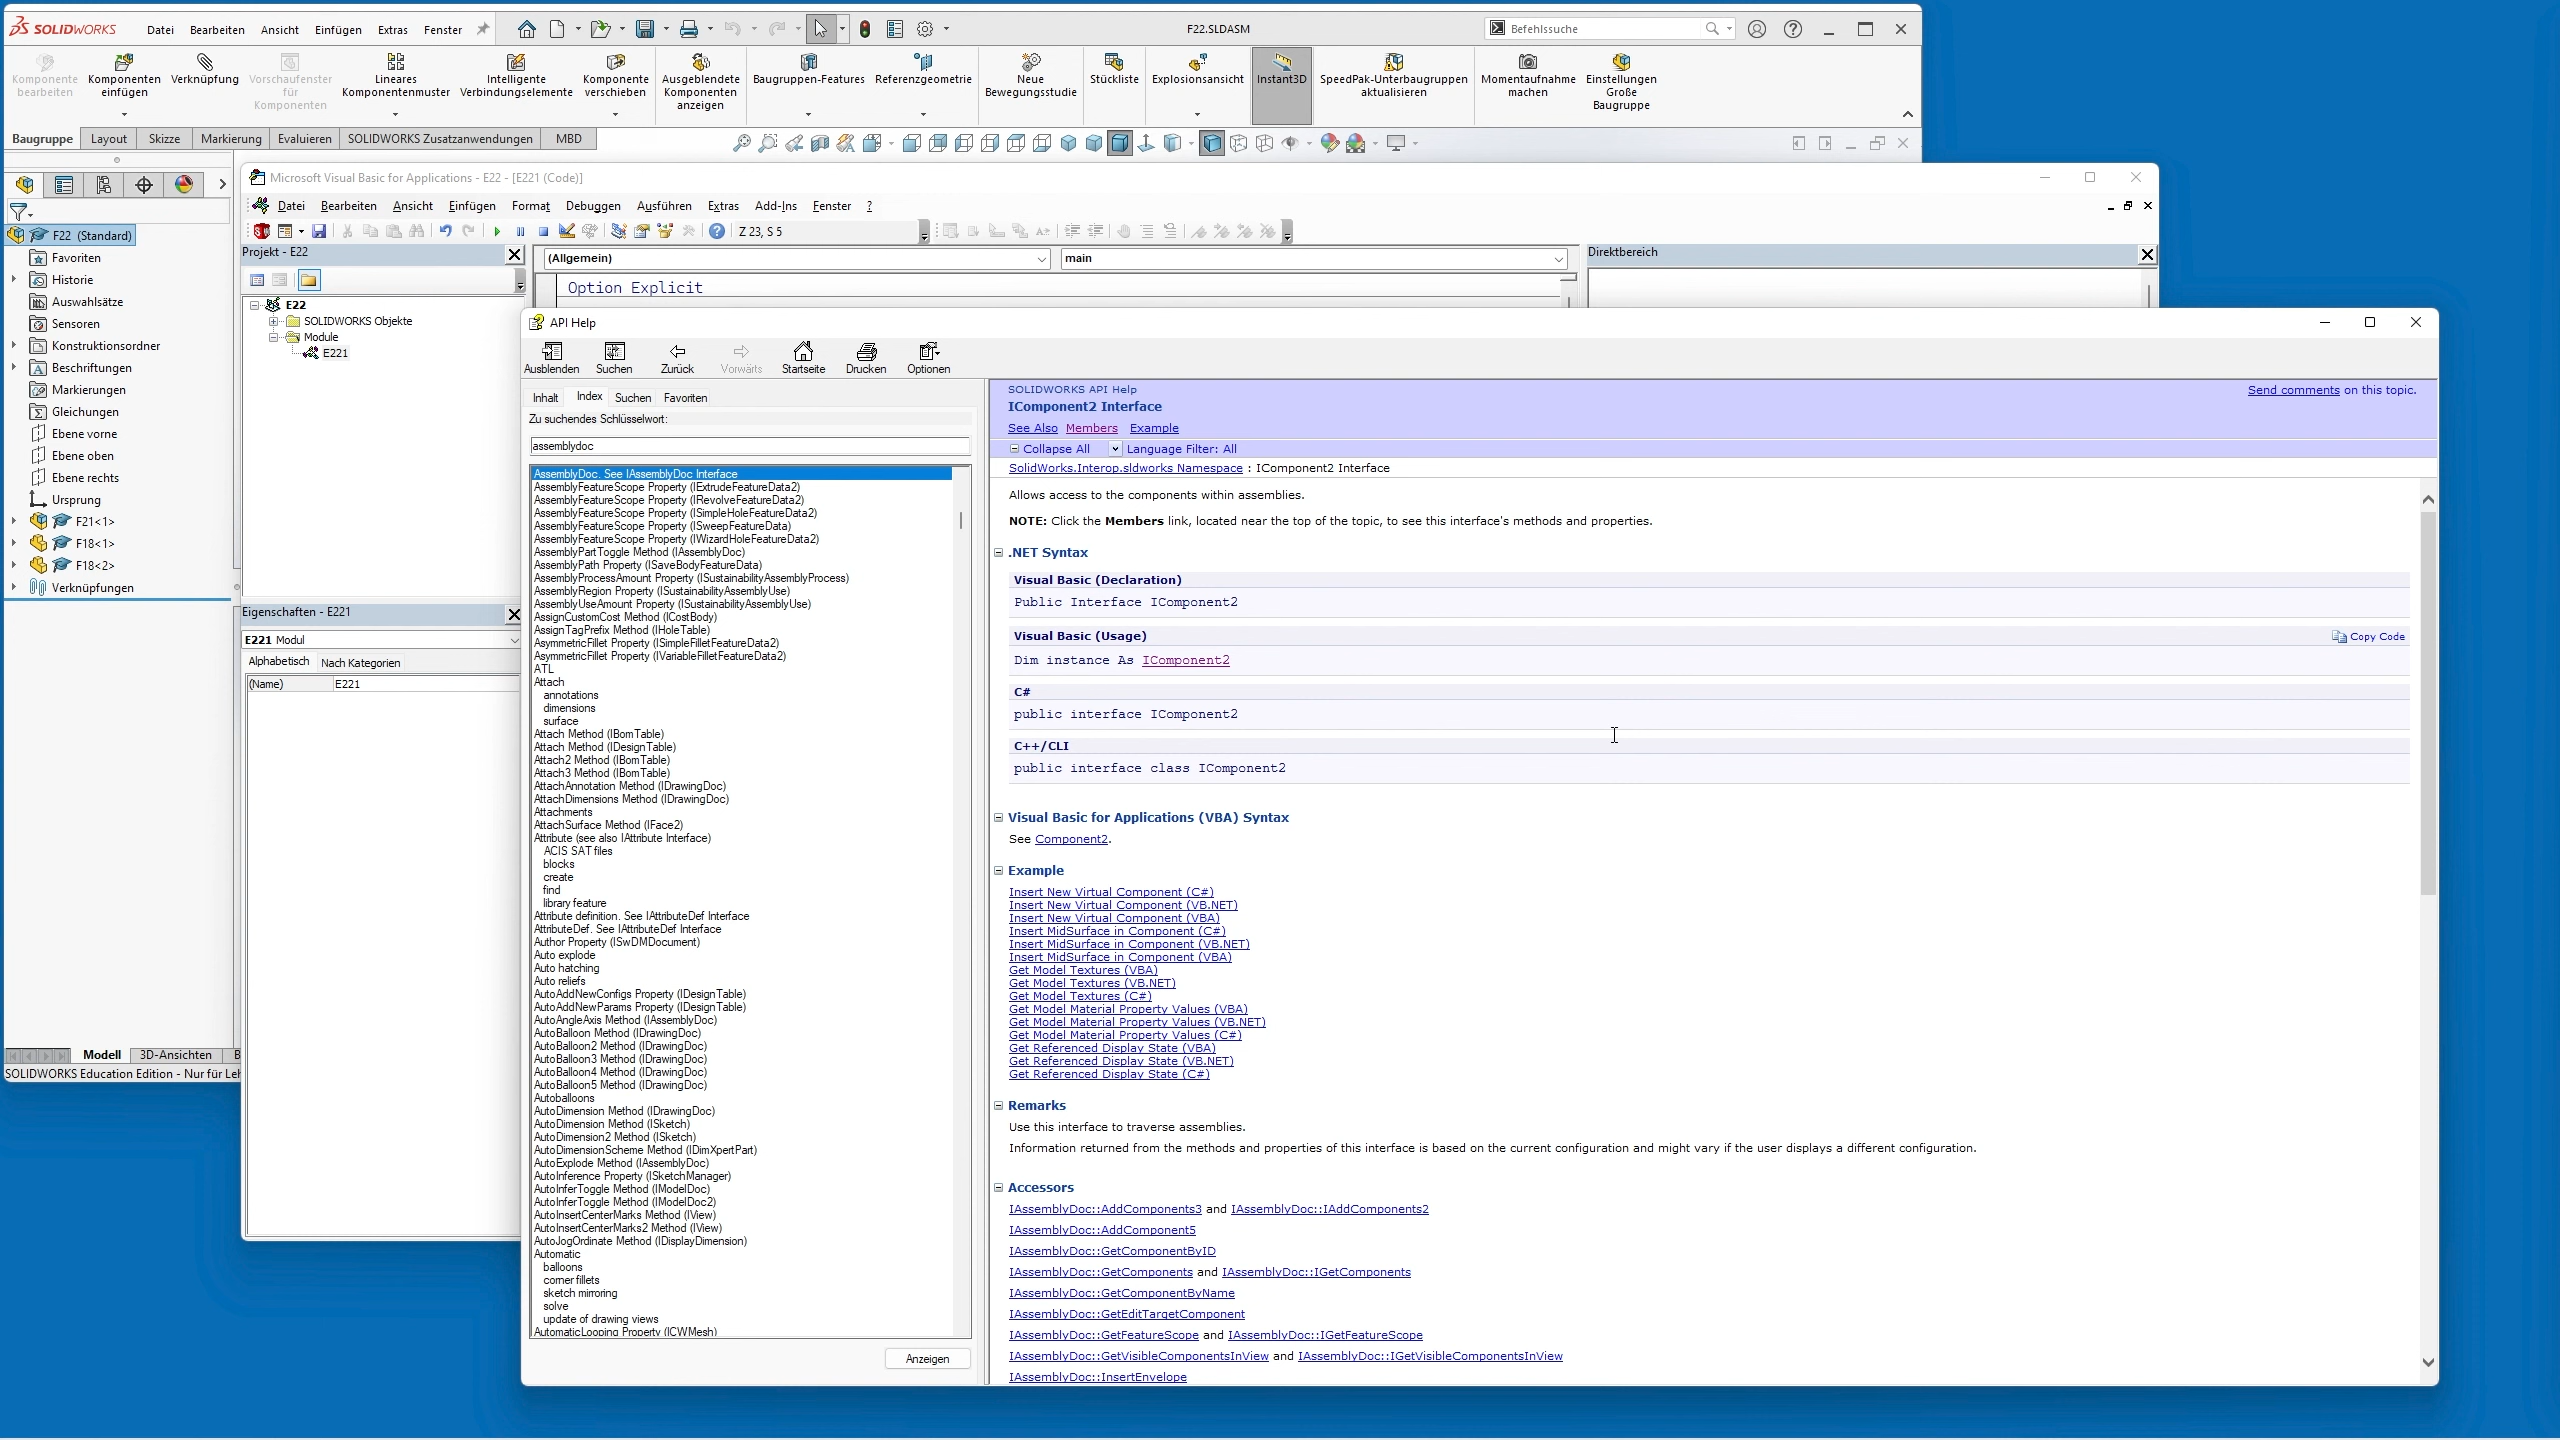 SOLIDWORKS
Datei Bearbeiten Ansicht Einfügen Extras Fenster
F22.SLDASM
Befehlssuche
Komponente bearbeiten
Komponenten einfügen
Verknüpfung
Vorschaufenster für Komponenten
Lineares Komponentenmuster
Intelligente Verbindungselemente
Komponente verschieben
Ausgeblendete Komponenten anzeigen
Baugruppen-Features
Referenzgeometrie
Neue Bewegungsstudie
Stückliste
Explosionsansicht
Instant3D
SpeedPak-Unterbaugruppen aktualisieren
Momentaufnahme machen
Einstellungen Große Baugruppe
Baugruppe Layout Skizze Markierung Evaluieren SOLIDWORKS Zusatzanwendungen MBD
F22 (Standard)
Favoriten
Historie
Auswahlsätze
Sensoren
Konstruktionsordner
Beschriftungen
Markierungen
Gleichungen
Ebene vorne
Ebene oben
Ebene rechts
Ursprung
F21<1>
F18<1>
F18<2>
Verknüpfungen
Modell 3D-Ansichten B
SOLIDWORKS Education Edition - Nur für Leh
Microsoft Visual Basic for Applications - E22 - [E221 (Code)]
Datei Bearbeiten Ansicht Einfügen Format Debuggen Ausführen Extras Add-Ins Fenster ?
Z 23, S 5
Projekt - E22
E22
SOLIDWORKS Objekte
Module
E221
(Allgemein)
main
Option Explicit
Direktbereich
Eigenschaften - E221
E221 Modul
Alphabetisch Nach Kategorien
(Name) E221
API Help
Ausblenden Suchen Zurück Vorwärts Startseite Drucken Optionen
Inhalt Index Suchen Favoriten
Zu suchendes Schlüsselwort:
assemblydoc
AssemblyDoc. See IAssemblyDoc Interface
AssemblyFeatureScope Property (IExtrudeFeatureData2)
AssemblyFeatureScope Property (IRevolveFeatureData2)
AssemblyFeatureScope Property (ISimpleHoleFeatureData2)
AssemblyFeatureScope Property (ISweepFeatureData)
AssemblyFeatureScope Property (IWizardHoleFeatureData2)
AssemblyPartToggle Method (IAssemblyDoc)
AssemblyPath Property (ISaveBodyFeatureData)
AssemblyProcessAmount Property (ISustainabilityAssemblyProcess)
AssemblyRegion Property (ISustainabilityAssemblyUse)
AssemblyUseAmount Property (ISustainabilityAssemblyUse)
AssignCustomCost Method (ICostBody)
AssignTagPrefix Method (IHoleTable)
AsymmetricFillet Property (ISimpleFilletFeatureData2)
AsymmetricFillet Property (IVariableFilletFeatureData2)
ATL
Attach
annotations
dimensions
surface
Attach Method (IBomTable)
Attach Method (IDesignTable)
Attach2 Method (IBomTable)
Attach3 Method (IBomTable)
AttachAnnotation Method (IDrawingDoc)
AttachDimensions Method (IDrawingDoc)
Attachments
AttachSurface Method (IFace2)
Attribute (see also IAttribute Interface)
ACIS SAT files
blocks
create
find
library feature
Attribute definition. See IAttributeDef Interface
AttributeDef. See IAttributeDef Interface
Author Property (ISwDMDocument)
Auto explode
Auto hatching
Auto reliefs
AutoAddNewConfigs Property (IDesignTable)
AutoAddNewParams Property (IDesignTable)
AutoAngleAxis Method (IAssemblyDoc)
AutoBalloon Method (IDrawingDoc)
AutoBalloon2 Method (IDrawingDoc)
AutoBalloon3 Method (IDrawingDoc)
AutoBalloon4 Method (IDrawingDoc)
AutoBalloon5 Method (IDrawingDoc)
Autoballoons
AutoDimension Method (IDrawingDoc)
AutoDimension Method (ISketch)
AutoDimension2 Method (ISketch)
AutoDimensionScheme Method (IDimXpertPart)
AutoExplode Method (IAssemblyDoc)
AutoInference Property (ISketchManager)
AutoInferToggle Method (IModelDoc)
AutoInferToggle Method (IModelDoc2)
AutoInsertCenterMarks Method (IView)
AutoInsertCenterMarks2 Method (IView)
AutoJogOrdinate Method (IDisplayDimension)
Automatic
balloons
corner fillets
sketch mirroring
solve
update of drawing views
AutomaticLooping Property (ICWMesh)
Anzeigen
SOLIDWORKS API Help
Send comments on this topic.
IComponent2 Interface
See Also Members Example
Collapse All Language Filter: All
SolidWorks.Interop.sldworks Namespace : IComponent2 Interface
Allows access to the components within assemblies.
NOTE: Click the Members link, located near the top of the topic, to see this interface's methods and properties.
.NET Syntax
Visual Basic (Declaration)
Public Interface IComponent2
Visual Basic (Usage)
Copy Code
Dim instance As IComponent2
C#
public interface IComponent2
C++/CLI
public interface class IComponent2
Visual Basic for Applications (VBA) Syntax
See Component2.
Example
Insert New Virtual Component (C#)
Insert New Virtual Component (VB.NET)
Insert New Virtual Component (VBA)
Insert MidSurface in Component (C#)
Insert MidSurface in Component (VB.NET)
Insert MidSurface in Component (VBA)
Get Model Textures (VBA)
Get Model Textures (VB.NET)
Get Model Textures (C#)
Get Model Material Property Values (VBA)
Get Model Material Property Values (VB.NET)
Get Model Material Property Values (C#)
Get Referenced Display State (VBA)
Get Referenced Display State (VB.NET)
Get Referenced Display State (C#)
Remarks
Use this interface to traverse assemblies.
Information returned from the methods and properties of this interface is based on the current configuration and might vary if the user displays a different configuration.
Accessors
IAssemblyDoc::AddComponents3 and IAssemblyDoc::IAddComponents2
IAssemblyDoc::AddComponent5
IAssemblyDoc::GetComponentByID
IAssemblyDoc::GetComponents and IAssemblyDoc::IGetComponents
IAssemblyDoc::GetComponentByName
IAssemblyDoc::GetEditTargetComponent
IAssemblyDoc::GetFeatureScope and IAssemblyDoc::IGetFeatureScope
IAssemblyDoc::GetVisibleComponentsInView and IAssemblyDoc::IGetVisibleComponentsInView
IAssemblyDoc::InsertEnvelope